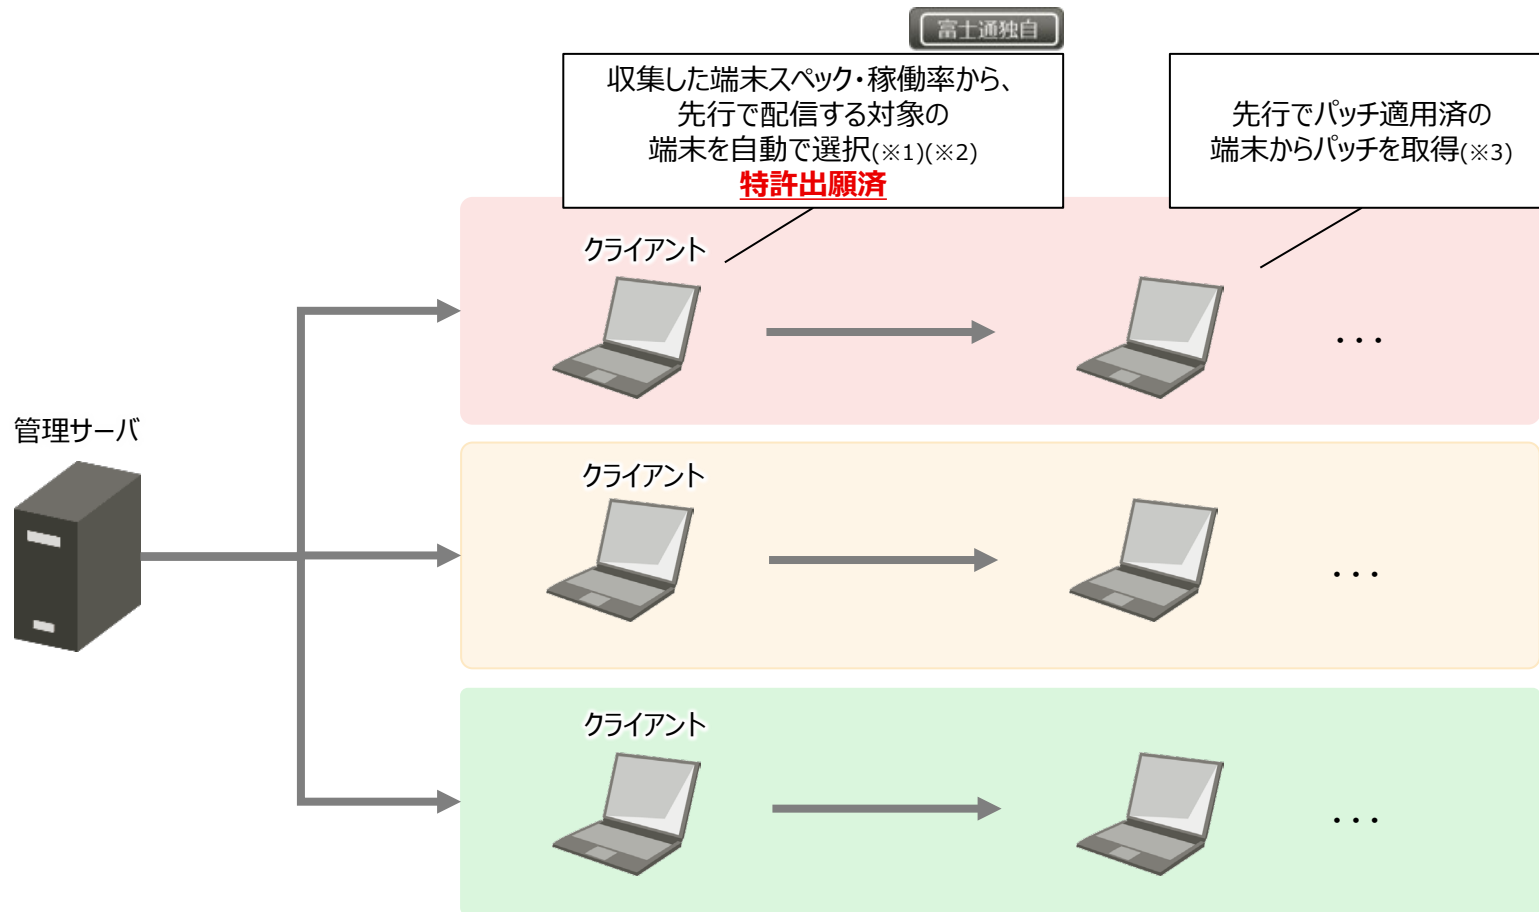 富士通独自
収集した端末スペック・稼働率から、
先行で配信する対象の
端末を自動で選択(※1)(※2)
特許出願済
先行でパッチ適用済の
端末からパッチを取得(※3)
クライアント
・・・
管理サーバ
クライアント
・・・
クライアント
・・・